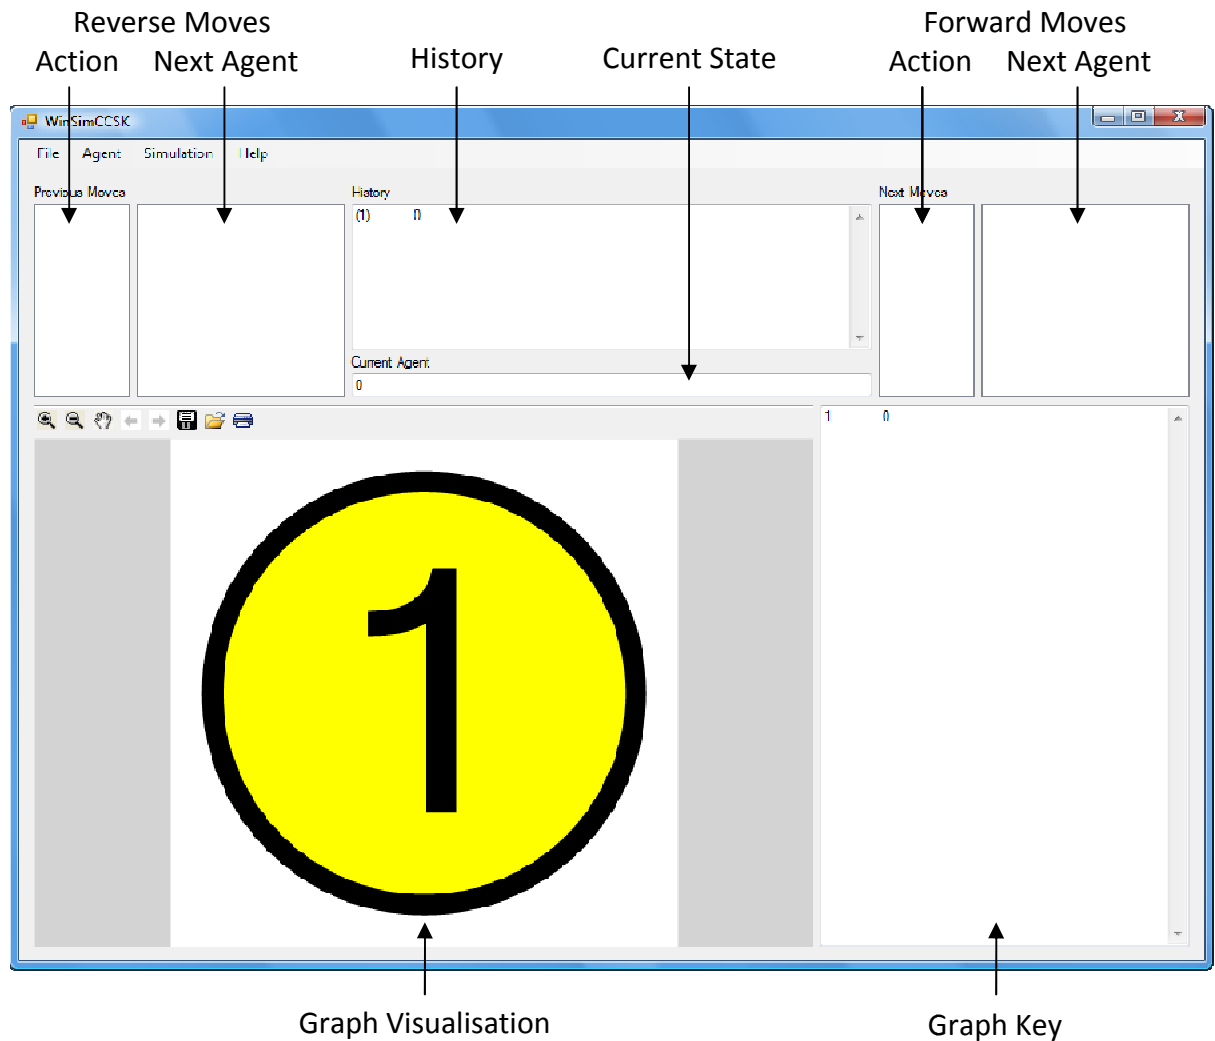 Reverse Moves
Forward Moves
Action Next Agent
History
Current State
Action Next Agent
WinSimCCSK
File Agent Simulation Help
Previous Moves
History
Next Moves
(1) 0
Current Agent
0
1 0
1
Graph Visualisation
Graph Key